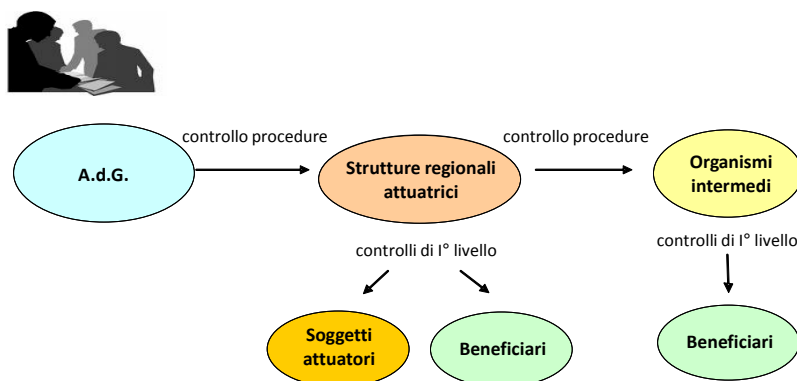 controllo procedure
controllo procedure
A.d.G.
Strutture regionali
attuatrici
Organismi
intermedi
controlli di I° livello
controlli di I° livello
Soggetti
attuatori
Beneficiari
Beneficiari